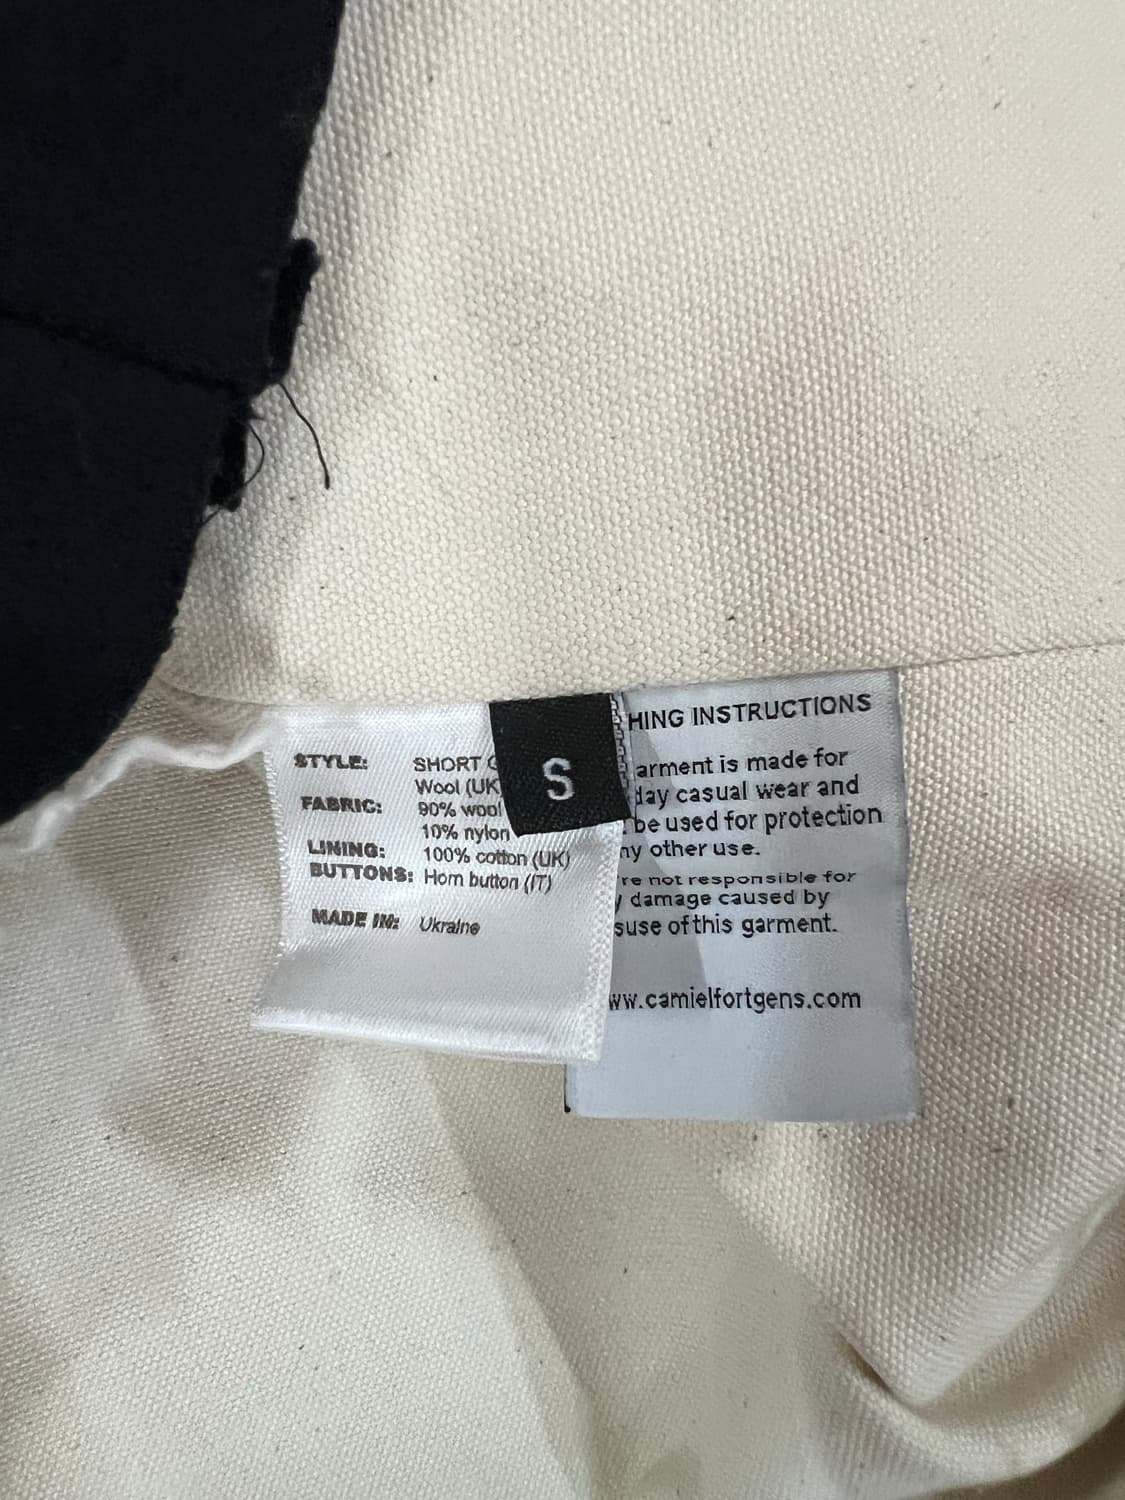 STYLE: SHORT
Wool (UK
FABRIC: 90% wool
10% nylon
LINING: 100% cotton (UK)
BUTTONS: Horn button (IT)
MADE IN: Ukraine
S
HING INSTRUCTIONS
arment is made for
day casual wear and
be used for protection
ny other use.
re not responsible for
damage caused by
suse of this garment.
ww.camielfortgens.com